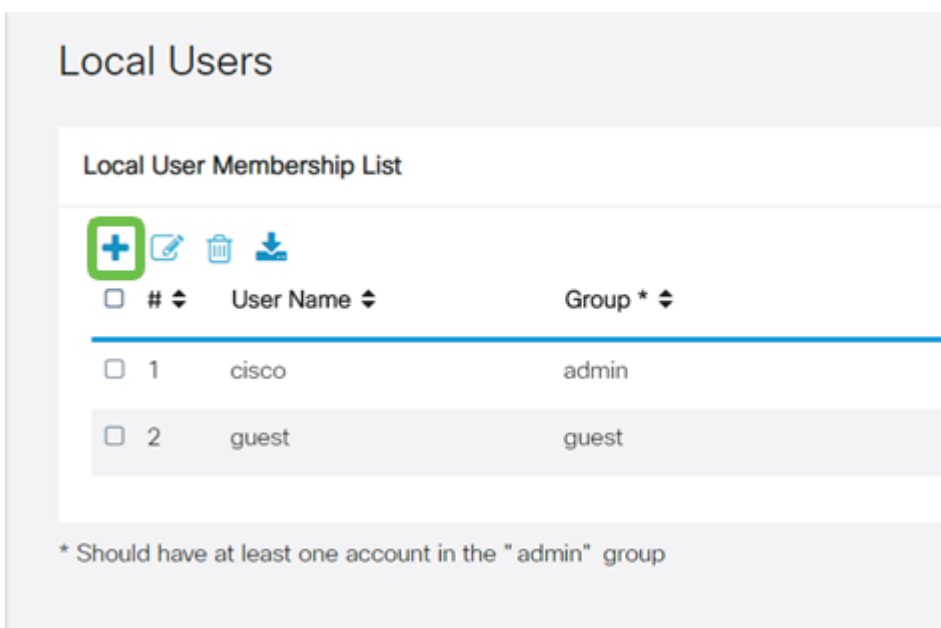 Local Users
Local User Membership List
# User Name Group *
1 cisco admin
2 guest guest
* Should have at least one account in the "admin" group